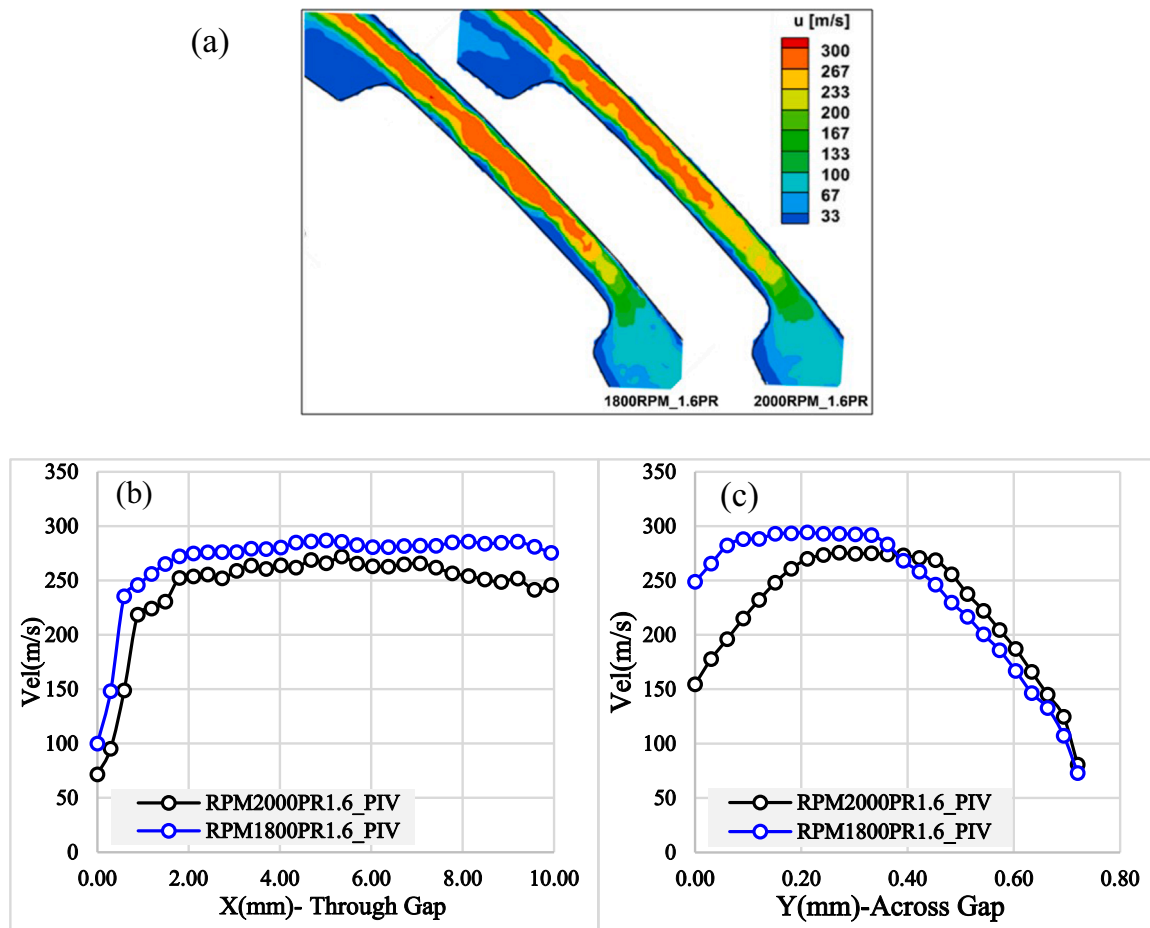 (a)
u [m/s]
300
267
233
200
167
133
100
67
33
1800RPM_1.6PR
2000RPM_1.6PR
(b)
350
300
250
200
150
100
50
0
Vel(m/s)
RPM2000PR1.6_PIV
RPM1800PR1.6_PIV
0.00 2.00 4.00 6.00 8.00 10.00
X(mm)- Through Gap
(c)
350
300
250
200
150
100
50
0
Vel(m/s)
RPM2000PR1.6_PIV
RPM1800PR1.6_PIV
0.00 0.20 0.40 0.60 0.80
Y(mm)-Across Gap